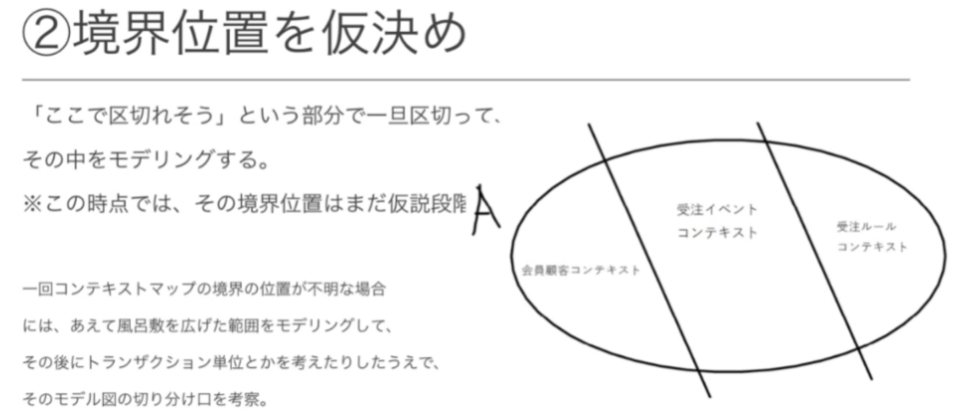 ②境界位置を仮決め
「ここで区切れそう」という部分で一旦区切って、
その中をモデリングする。
※この時点では、その境界位置はまだ仮説段階
A
一回コンテキストマップの境界の位置が不明な場合
には、あえて風呂敷を広げた範囲をモデリングして、
その後にトランザクション単位とかを考えたりしたうえで、
そのモデル図の切り分け口を考察。
会員顧客コンテキスト
受注イベント
コンテキスト
受注ルール
コンテキスト